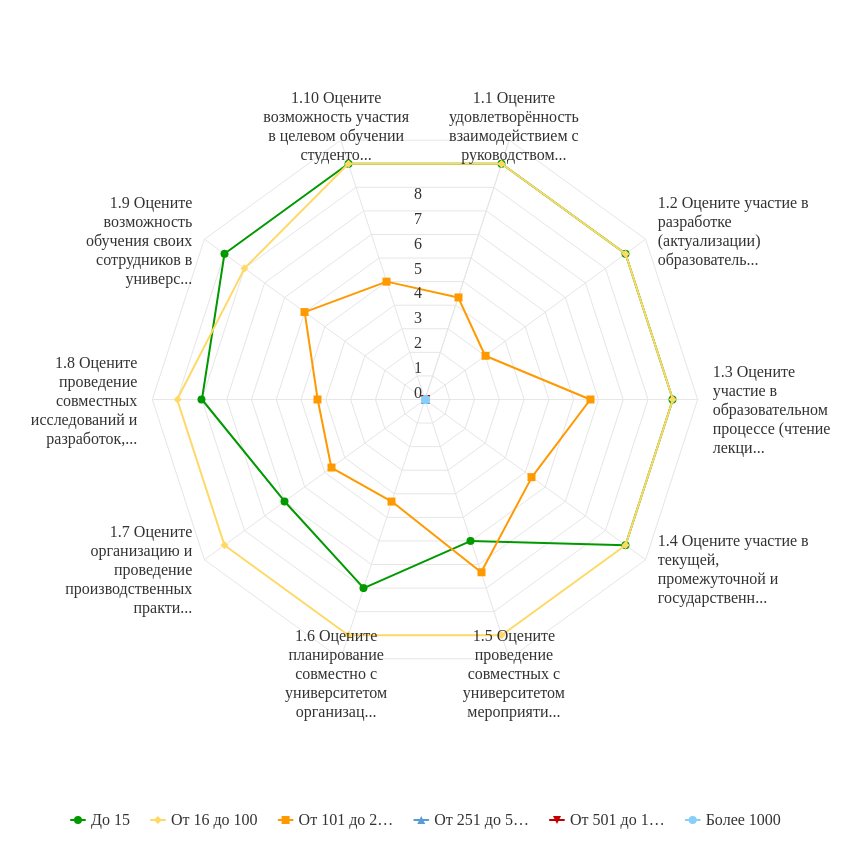 1.10 Оцените
возможность участия
в целевом обучении
студенто...
1.1 Оцените
удовлетворённость
взаимодействием с
руководством...
1.9 Оцените
возможность
обучения своих
сотрудников в
универс...
1.2 Оцените участие в
разработке
(актуализации)
образователь...
8
7
6
5
4
3
2
1
0
1.8 Оцените
проведение
совместных
исследований и
разработок,...
1.3 Оцените
участие в
образовательном
процессе (чтение
лекци...
1.7 Оцените
организацию и
проведение
производственных
практи...
1.4 Оцените участие в
текущей,
промежуточной и
государственн...
1.6 Оцените
планирование
совместно с
университетом
организац...
1.5 Оцените
проведение
совместных с
университетом
мероприяти...
До 15
От 16 до 100
От 101 до 2…
От 251 до 5…
От 501 до 1…
Более 1000